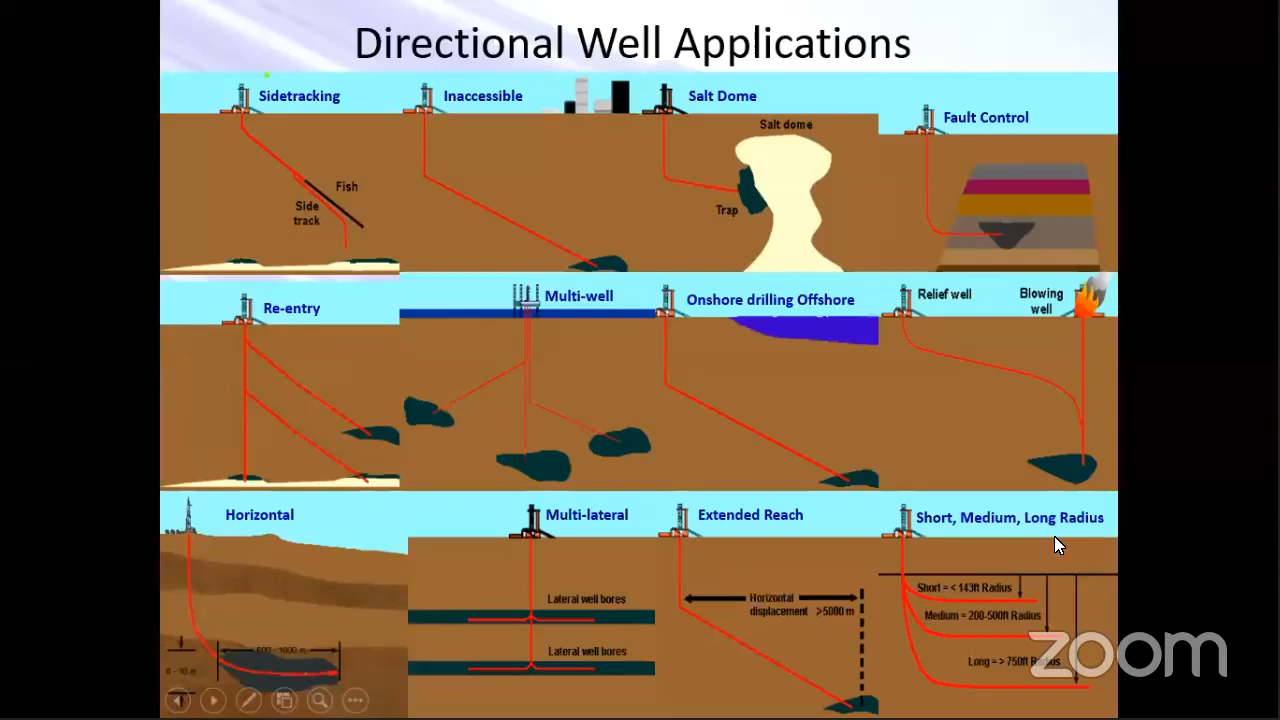 Directional Well Applications
Sidetracking
Inaccessible
Salt Dome
Fault Control
Salt dome
Fish
Side
track
Trap
Re-entry
Multi-well
Onshore drilling Offshore
Relief well
Blowing
well
Horizontal
Multi-lateral
Extended Reach
Short, Medium, Long Radius
Lateral well bores
Lateral well bores
Horizontal
displacement >5000 m
Short = < 143ft Radius
Medium = 200-500ft Radius
Long = > 750ft Radius
zoom